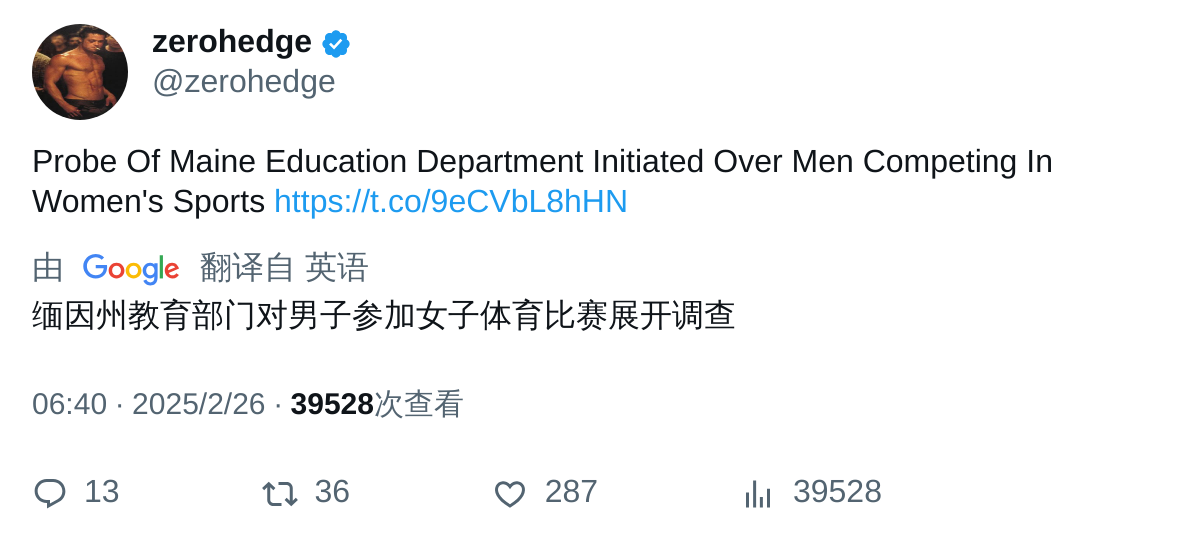 zerohedge
@zerohedge
Probe Of Maine Education Department Initiated Over Men Competing In
Women's Sports https://t.co/9eCVbL8hHN
由 Google 翻译自 英语
缅因州教育部门对男子参加女子体育比赛展开调查
06:40 · 2025/2/26 · 39528次查看
13 36 287 39528